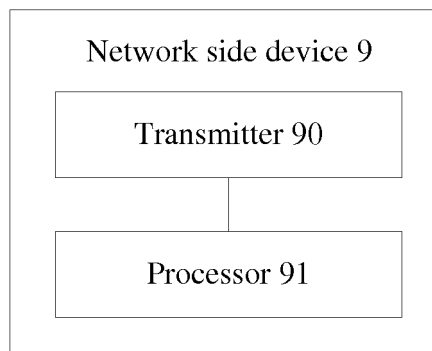 Network side device 9
Transmitter 90
Processor 91